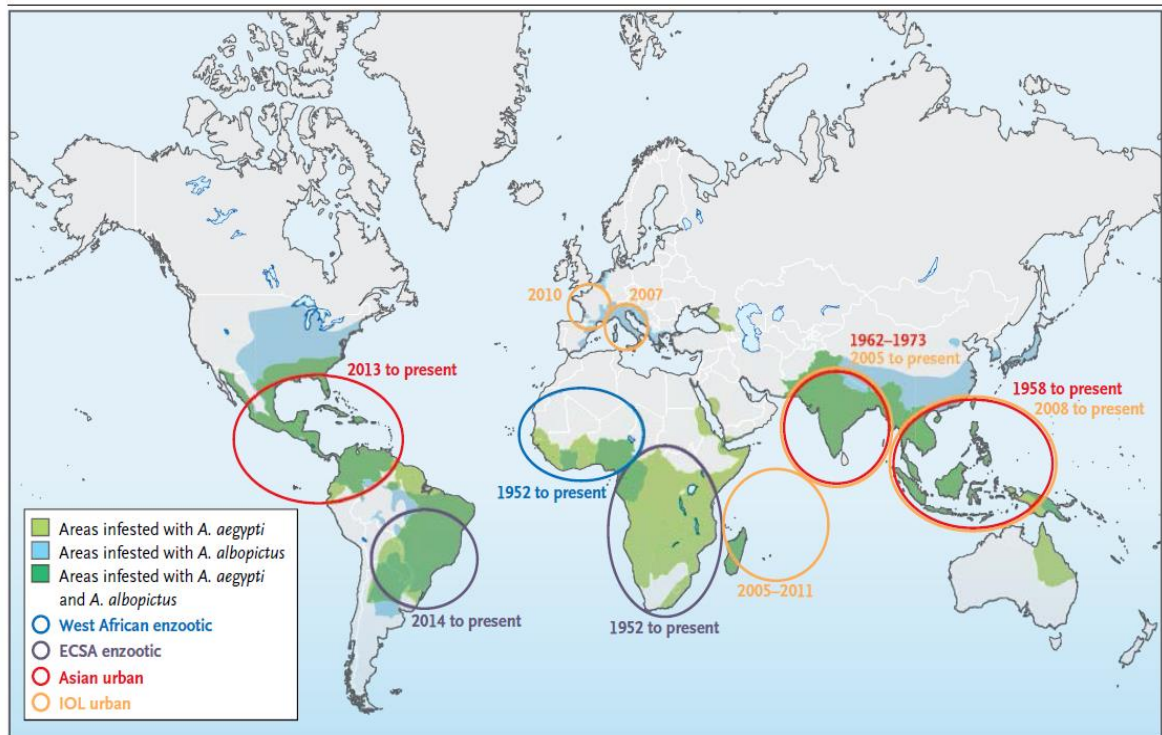 2010
2007
1962–1973
2005 to present
2013 to present
1958 to present
2008 to present
1952 to present
2005–2011
2014 to present
1952 to present
Areas infested with A. aegypti
Areas infested with A. albopictus
Areas infested with A. aegypti
and A. albopictus
West African enzootic
ECSA enzootic
Asian urban
IOL urban